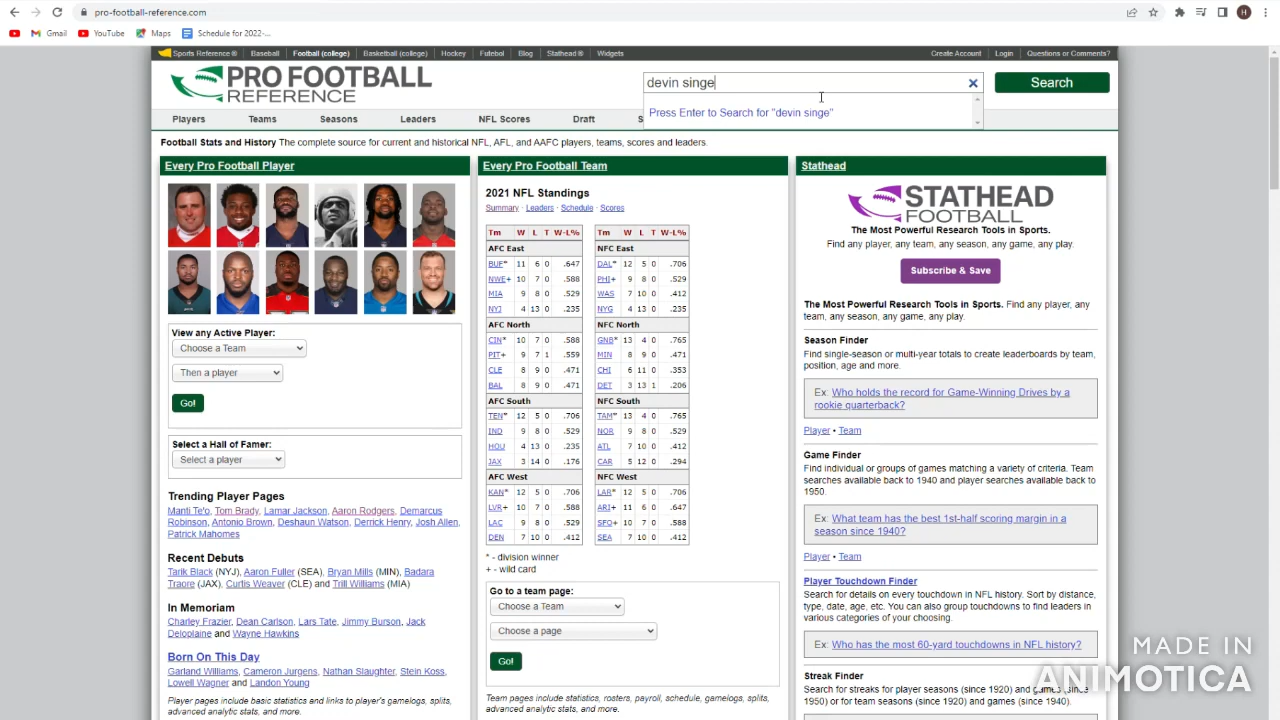 pro-football-reference.com
H
Gmail YouTube Maps Schedule for 2022-...
Sports Reference® Baseball Football (college) Basketball (college) Hockey Futebol Blog Stathead® Widgets Create Account Login Questions or Comments?
PRO FOOTBALL
REFERENCE
devin singe
Search
Press Enter to Search for "devin singe"
Players Teams Seasons Leaders NFL Scores Draft S
Football Stats and History The complete source for current and historical NFL, AFL, and AAFC players, teams, scores and leaders.
Every Pro Football Player
View any Active Player:
Choose a Team
Then a player
Go!
Select a Hall of Famer:
Select a player
Trending Player Pages
Manti Te'o, Tom Brady, Lamar Jackson, Aaron Rodgers, Demarcus
Robinson, Antonio Brown, Deshaun Watson, Derrick Henry, Josh Allen,
Patrick Mahomes
Recent Debuts
Tarik Black (NYJ), Aaron Fuller (SEA), Bryan Mills (MIN), Badara
Traore (JAX), Curtis Weaver (CLE) and Trill Williams (MIA)
In Memoriam
Charley Frazier, Dean Carlson, Lars Tate, Jimmy Burson, Jack
Deloplaine and Wayne Hawkins
Born On This Day
Garland Williams, Cameron Jurgens, Nathan Slaughter, Stein Koss,
Lowell Wagner and Landon Young
Player pages include basic statistics and links to player's gamelogs, splits,
advanced analytic stats, and more.
Every Pro Football Team
2021 NFL Standings
Summary · Leaders · Schedule · Scores
Tm W L T W-L%
AFC East
BUF* 11 6 0 .647
NWE+ 10 7 0 .588
MIA 9 8 0 .529
NYJ 4 13 0 .235
AFC North
CIN* 10 7 0 .588
PIT+ 9 7 1 .559
CLE 8 9 0 .471
BAL 8 9 0 .471
AFC South
TEN* 12 5 0 .706
IND 9 8 0 .529
HOU 4 13 0 .235
JAX 3 14 0 .176
AFC West
KAN* 12 5 0 .706
LVR+ 10 7 0 .588
LAC 9 8 0 .529
DEN 7 10 0 .412
Tm W L T W-L%
NFC East
DAL* 12 5 0 .706
PHI+ 9 8 0 .529
WAS 7 10 0 .412
NYG 4 13 0 .235
NFC North
GNB* 13 4 0 .765
MIN 8 9 0 .471
CHI 6 11 0 .353
DET 3 13 1 .206
NFC South
TAM* 13 4 0 .765
NOR 9 8 0 .529
ATL 7 10 0 .412
CAR 5 12 0 .294
NFC West
LAR* 12 5 0 .706
ARI+ 11 6 0 .647
SFO+ 10 7 0 .588
SEA 7 10 0 .412
* - division winner
+ - wild card
Go to a team page:
Choose a Team
Choose a page
Go!
Team pages include statistics, rosters, payroll, schedule, gamelogs, splits,
advanced analytic stats, and more.
Stathead
STATHEAD
FOOTBALL
The Most Powerful Research Tools in Sports.
Find any player, any team, any season, any game, any play.
Subscribe & Save
The Most Powerful Research Tools in Sports. Find any player, any
team, any season, any game, any play.
Season Finder
Find single-season or multi-year totals to create leaderboards by team,
position, age and more.
Ex: Who holds the record for Game-Winning Drives by a
rookie quarterback?
Player • Team
Game Finder
Find individual or groups of games matching a variety of criteria. Team
searches available back to 1940 and player searches available back to
1950.
Ex: What team has the best 1st-half scoring margin in a
season since 1940?
Player • Team
Player Touchdown Finder
Search for details on every touchdown in NFL history. Sort by distance,
type, date, age, etc. You can also group touchdowns to find leaders in
various categories of your choosing.
Ex: Who has the most 60-yard touchdowns in NFL history?
Streak Finder
Search for streaks for player seasons (since 1920) and games (since
1950) or for team seasons (since 1920) and games (since 1940).
MADE IN
ANIMOTICA